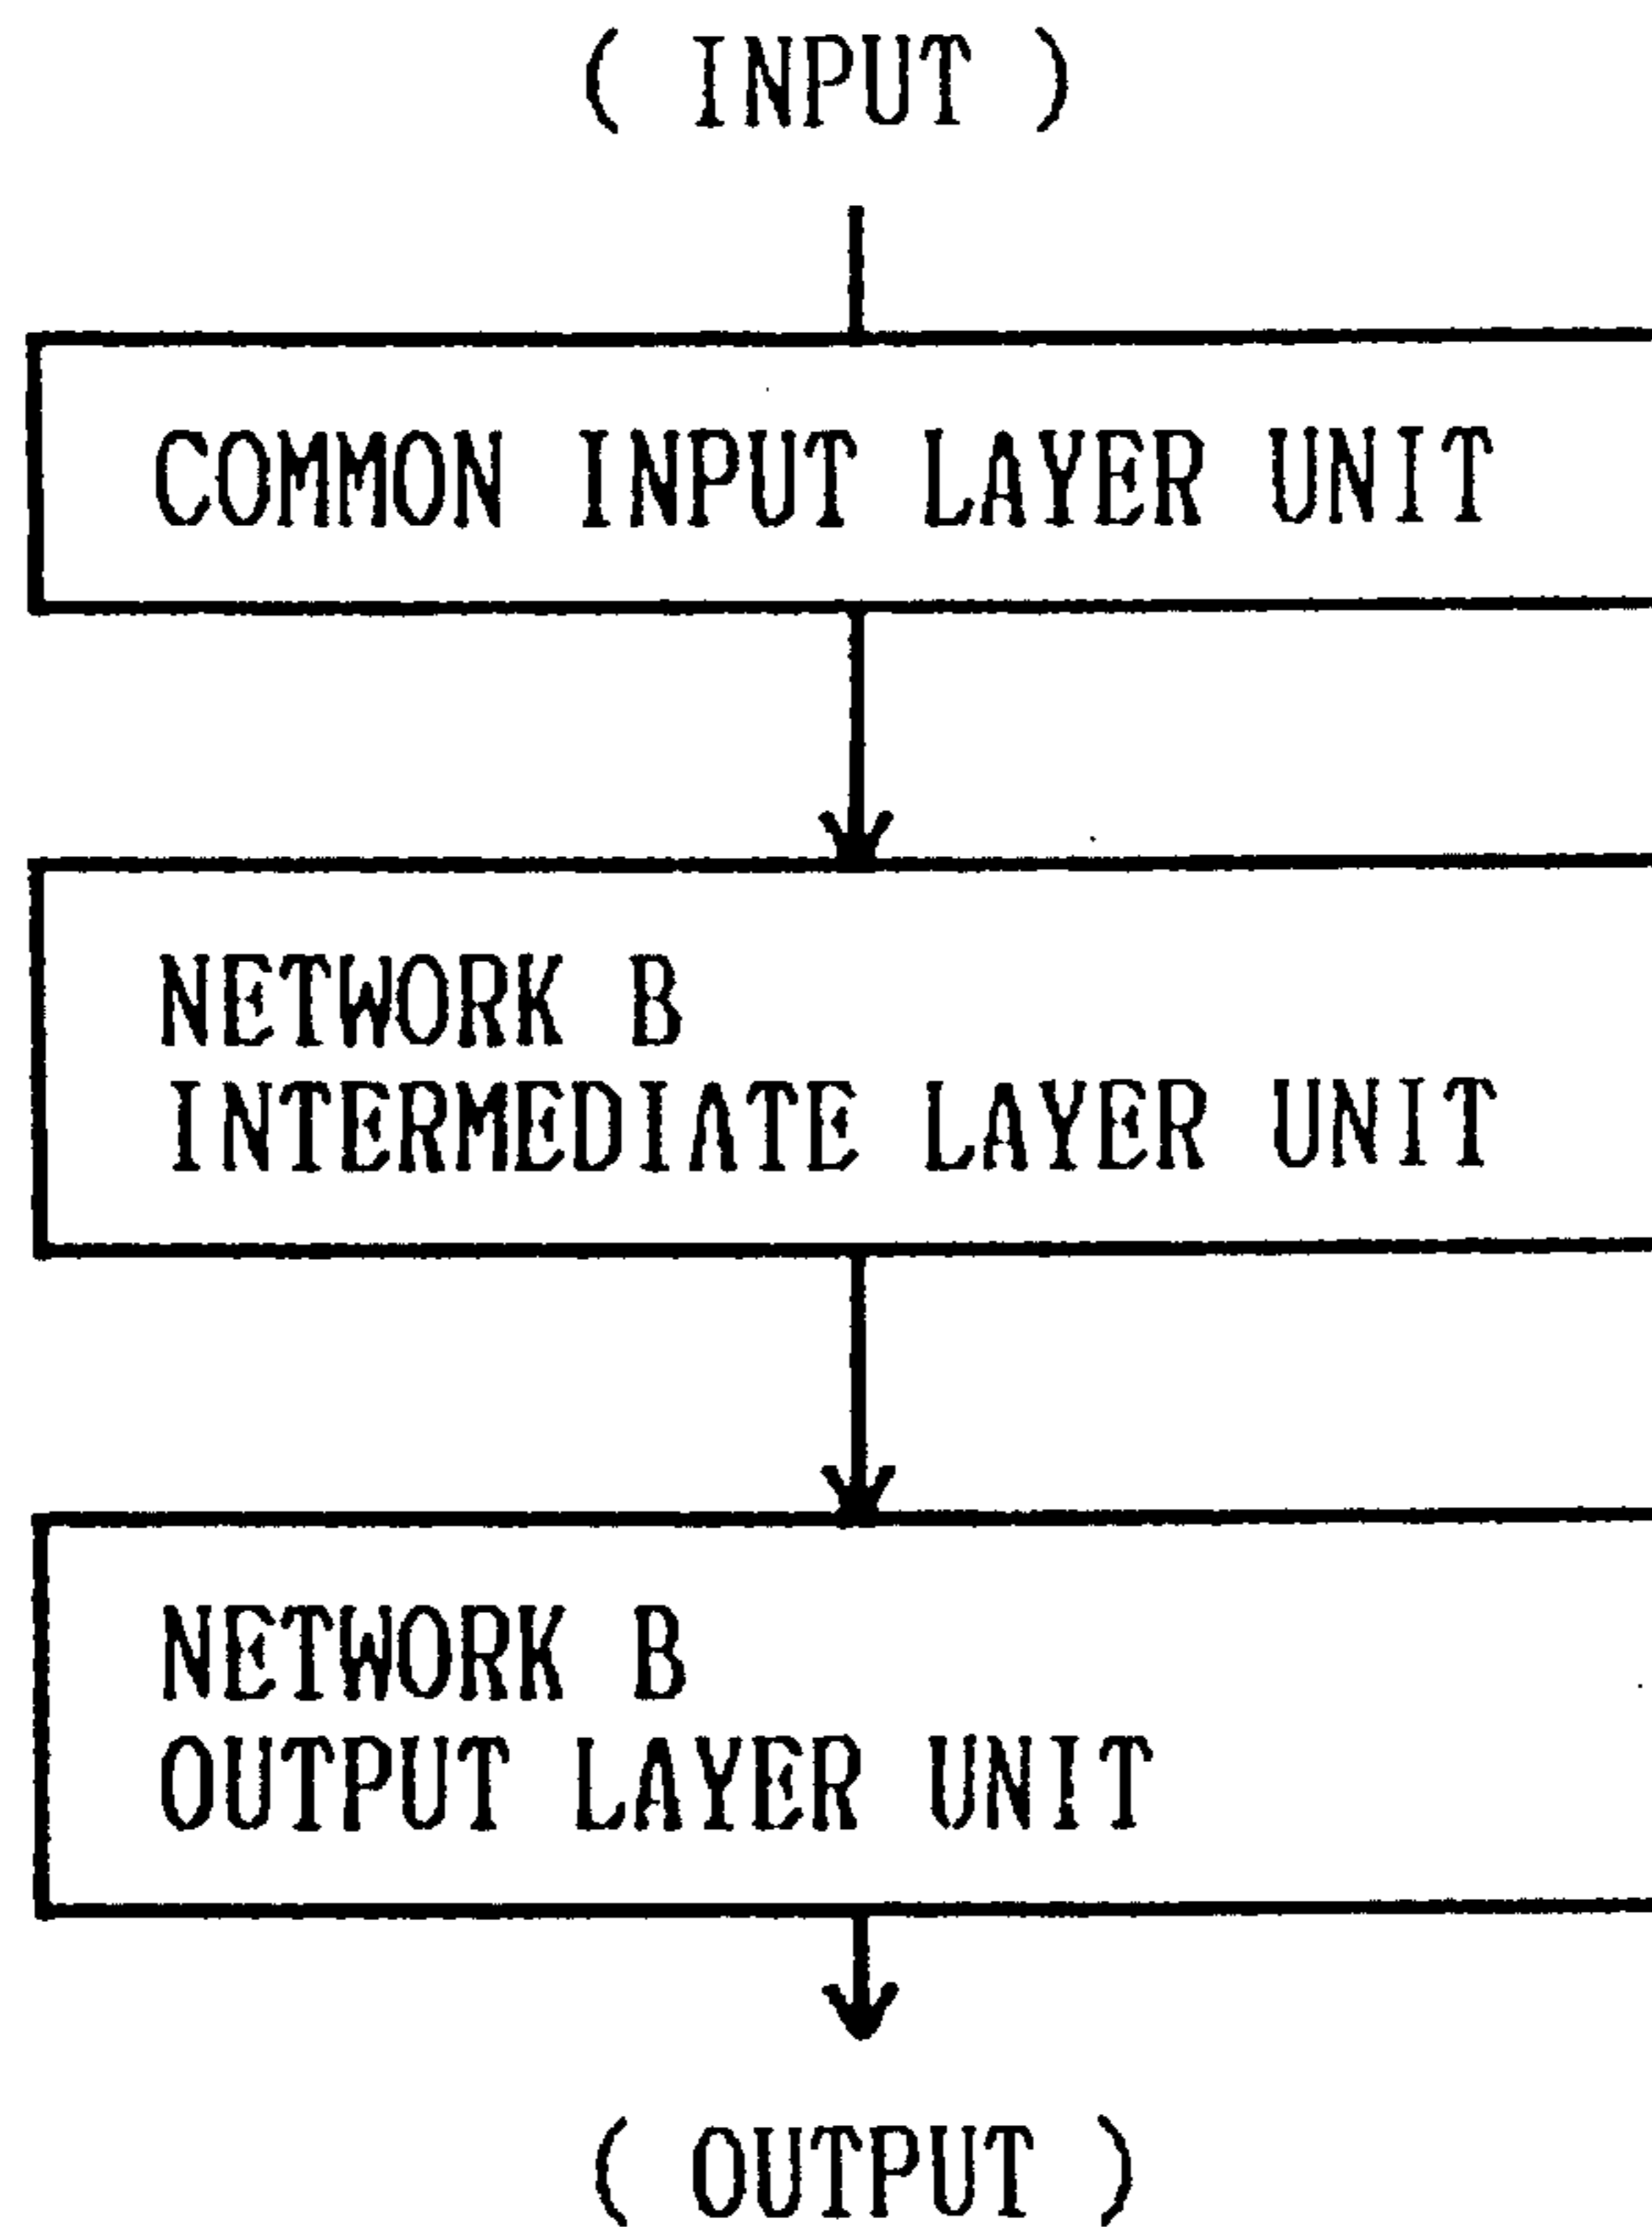 ( INPUT )
COMMON INPUT LAYER UNIT
NETWORK B
INTERMEDIATE LAYER UNIT
NETWORK B
OUTPUT LAYER UNIT
( OUTPUT )